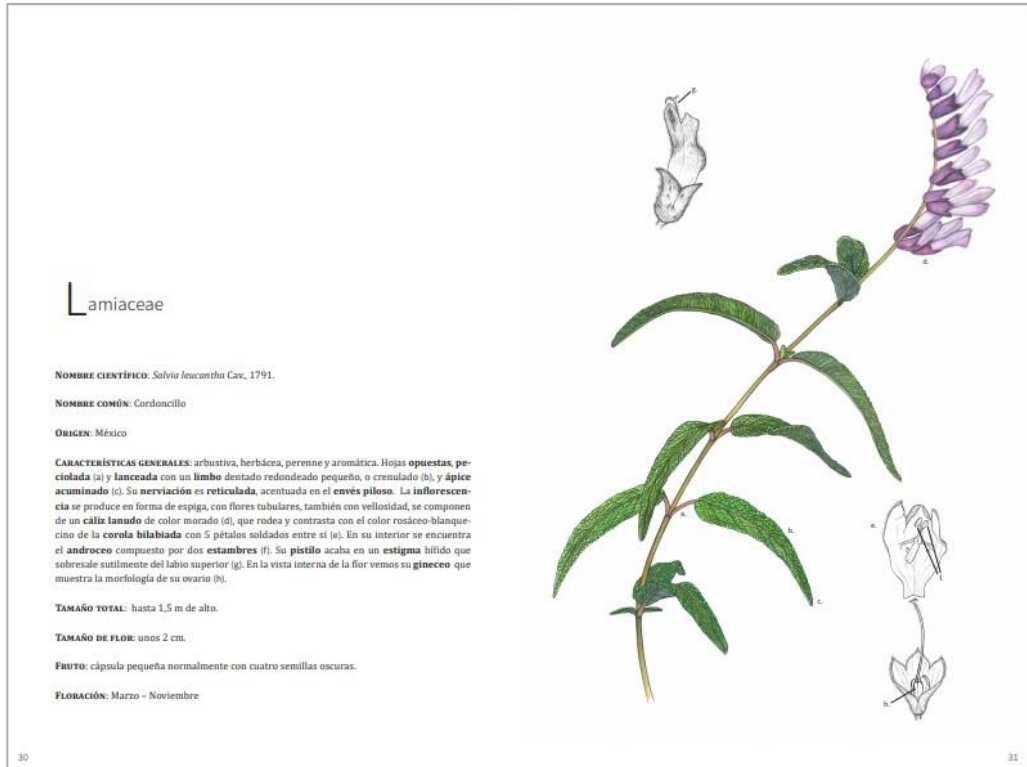 Lamiaceae
NOMBRE CIENTÍFICO: Salvia leucantha Cav., 1791.
NOMBRE COMÚN: Cordoncillo
ORIGEN: México
CARACTERÍSTICAS GENERALES: arbustiva, herbácea, perenne y aromática. Hojas opuestas, pe-
ciolada (a) y lanceada con un limbo dentado redondeado pequeño, o crenulado (b), y ápice
acuminado (c). Su nerviación es reticulada, acentuada en el envés piloso. La inflorescen-
cia se produce en forma de espiga, con flores tubulares, también con vellosidad, se componen
de un cáliz lanudo de color morado (d), que rodea y contrasta con el color rosáceo-blanque-
cino de la corola bilabiada con 5 pétalos soldados entre sí (e). En su interior se encuentra
el androceo compuesto por dos estambres (f). Su pistilo acaba en un estigma bífido que
sobresale sutilmente del labio superior (g). En la vista interna de la flor vemos su gineceo que
muestra la morfología de su ovario (h).
TAMAÑO TOTAL: hasta 1,5 m de alto.
TAMAÑO DE FLOR: unos 2 cm.
FRUTO: cápsula pequeña normalmente con cuatro semillas oscuras.
FLORACIÓN: Marzo – Noviembre
30
g.
d.
a.
b.
c.
e.
f.
h.
31